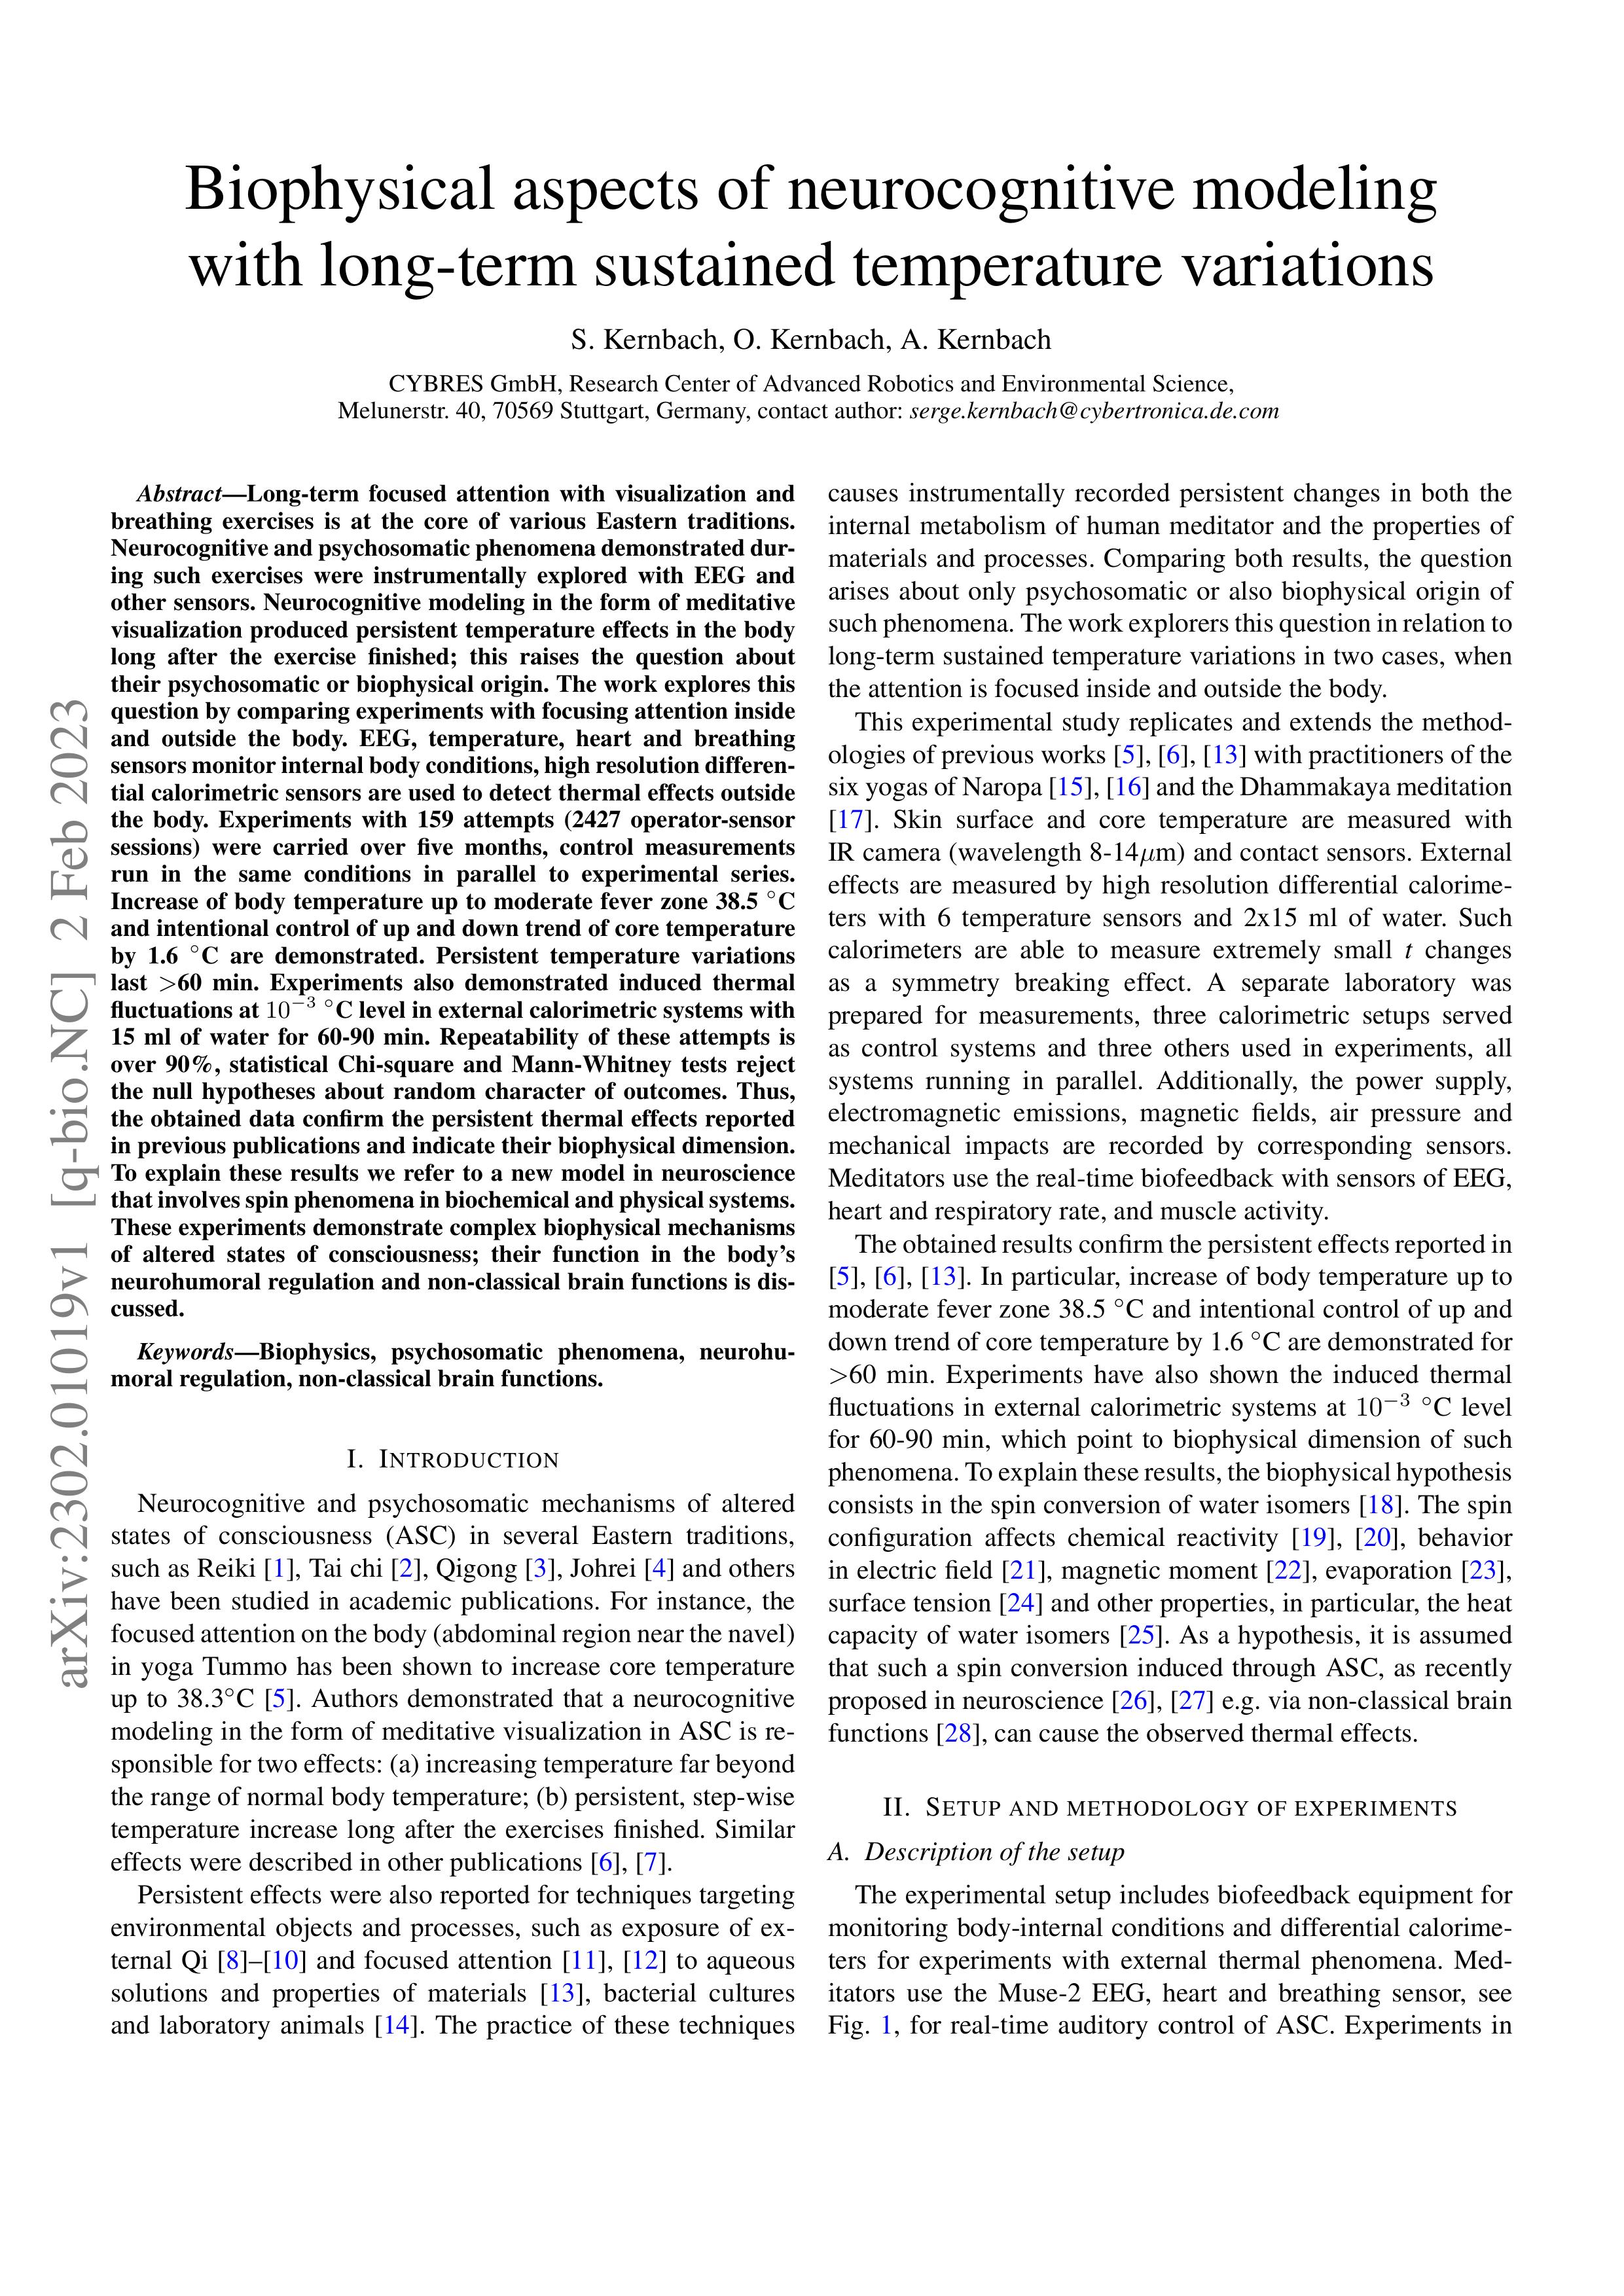 Biophysical aspects of neurocognitive modeling
with long-term sustained temperature variations
S. Kernbach, O. Kernbach, A. Kernbach
CYBRES GmbH, Research Center of Advanced Robotics and Environmental Science,
Melunerstr. 40, 70569 Stuttgart, Germany, contact author: serge.kernbach@cybertronica.de.com
arXiv:2302.01019v1 [q-bio.NC] 2 Feb 2023
Abstract—Long-term focused attention with visualization and
breathing exercises is at the core of various Eastern traditions.
Neurocognitive and psychosomatic phenomena demonstrated dur-
ing such exercises were instrumentally explored with EEG and
other sensors. Neurocognitive modeling in the form of meditative
visualization produced persistent temperature effects in the body
long after the exercise finished; this raises the question about
their psychosomatic or biophysical origin. The work explores this
question by comparing experiments with focusing attention inside
and outside the body. EEG, temperature, heart and breathing
sensors monitor internal body conditions, high resolution differen-
tial calorimetric sensors are used to detect thermal effects outside
the body. Experiments with 159 attempts (2427 operator-sensor
sessions) were carried over five months, control measurements
run in the same conditions in parallel to experimental series.
Increase of body temperature up to moderate fever zone 38.5 °C
and intentional control of up and down trend of core temperature
by 1.6 °C are demonstrated. Persistent temperature variations
last >60 min. Experiments also demonstrated induced thermal
fluctuations at 10⁻³ °C level in external calorimetric systems with
15 ml of water for 60-90 min. Repeatability of these attempts is
over 90%, statistical Chi-square and Mann-Whitney tests reject
the null hypotheses about random character of outcomes. Thus,
the obtained data confirm the persistent thermal effects reported
in previous publications and indicate their biophysical dimension.
To explain these results we refer to a new model in neuroscience
that involves spin phenomena in biochemical and physical systems.
These experiments demonstrate complex biophysical mechanisms
of altered states of consciousness; their function in the body's
neurohumoral regulation and non-classical brain functions is dis-
cussed.
Keywords—Biophysics, psychosomatic phenomena, neurohu-
moral regulation, non-classical brain functions.
I. INTRODUCTION
Neurocognitive and psychosomatic mechanisms of altered
states of consciousness (ASC) in several Eastern traditions,
such as Reiki [1], Tai chi [2], Qigong [3], Johrei [4] and others
have been studied in academic publications. For instance, the
focused attention on the body (abdominal region near the navel)
in yoga Tummo has been shown to increase core temperature
up to 38.3°C [5]. Authors demonstrated that a neurocognitive
modeling in the form of meditative visualization in ASC is re-
sponsible for two effects: (a) increasing temperature far beyond
the range of normal body temperature; (b) persistent, step-wise
temperature increase long after the exercises finished. Similar
effects were described in other publications [6], [7].
Persistent effects were also reported for techniques targeting
environmental objects and processes, such as exposure of ex-
ternal Qi [8]–[10] and focused attention [11], [12] to aqueous
solutions and properties of materials [13], bacterial cultures
and laboratory animals [14]. The practice of these techniques
causes instrumentally recorded persistent changes in both the
internal metabolism of human meditator and the properties of
materials and processes. Comparing both results, the question
arises about only psychosomatic or also biophysical origin of
such phenomena. The work explorers this question in relation to
long-term sustained temperature variations in two cases, when
the attention is focused inside and outside the body.
This experimental study replicates and extends the method-
ologies of previous works [5], [6], [13] with practitioners of the
six yogas of Naropa [15], [16] and the Dhammakaya meditation
[17]. Skin surface and core temperature are measured with
IR camera (wavelength 8-14μm) and contact sensors. External
effects are measured by high resolution differential calorime-
ters with 6 temperature sensors and 2x15 ml of water. Such
calorimeters are able to measure extremely small t changes
as a symmetry breaking effect. A separate laboratory was
prepared for measurements, three calorimetric setups served
as control systems and three others used in experiments, all
systems running in parallel. Additionally, the power supply,
electromagnetic emissions, magnetic fields, air pressure and
mechanical impacts are recorded by corresponding sensors.
Meditators use the real-time biofeedback with sensors of EEG,
heart and respiratory rate, and muscle activity.
The obtained results confirm the persistent effects reported in
[5], [6], [13]. In particular, increase of body temperature up to
moderate fever zone 38.5 °C and intentional control of up and
down trend of core temperature by 1.6 °C are demonstrated for
>60 min. Experiments have also shown the induced thermal
fluctuations in external calorimetric systems at 10⁻³ °C level
for 60-90 min, which point to biophysical dimension of such
phenomena. To explain these results, the biophysical hypothesis
consists in the spin conversion of water isomers [18]. The spin
configuration affects chemical reactivity [19], [20], behavior
in electric field [21], magnetic moment [22], evaporation [23],
surface tension [24] and other properties, in particular, the heat
capacity of water isomers [25]. As a hypothesis, it is assumed
that such a spin conversion induced through ASC, as recently
proposed in neuroscience [26], [27] e.g. via non-classical brain
functions [28], can cause the observed thermal effects.
II. SETUP AND METHODOLOGY OF EXPERIMENTS
A. Description of the setup
The experimental setup includes biofeedback equipment for
monitoring body-internal conditions and differential calorime-
ters for experiments with external thermal phenomena. Med-
itators use the Muse-2 EEG, heart and breathing sensor, see
Fig. 1, for real-time auditory control of ASC. Experiments in